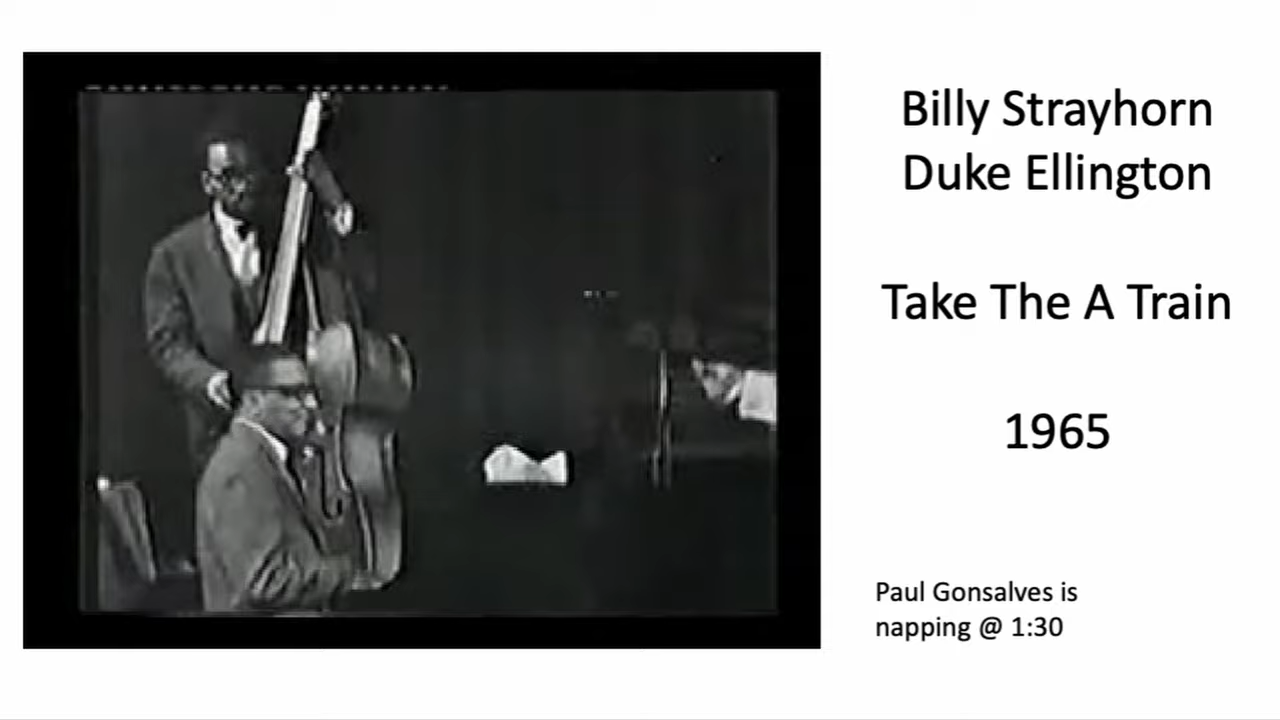 Billy Strayhorn
Duke Ellington
Take The A Train
1965
Paul Gonsalves is
napping @ 1:30